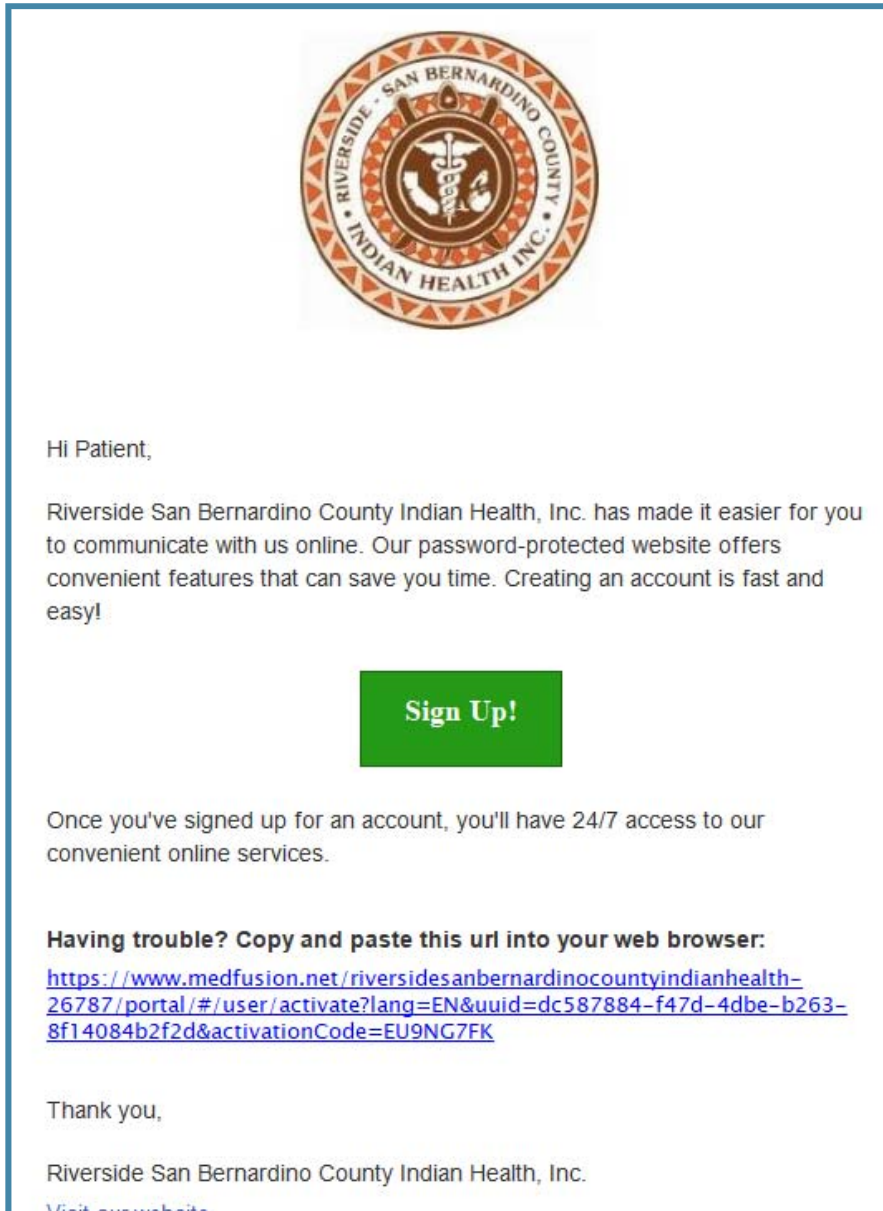 RIVERSIDE - SAN BERNARDINO COUNTY
INDIAN HEALTH INC.
Hi Patient,
Riverside San Bernardino County Indian Health, Inc. has made it easier for you
to communicate with us online. Our password-protected website offers
convenient features that can save you time. Creating an account is fast and
easy!
Sign Up!
Once you've signed up for an account, you'll have 24/7 access to our
convenient online services.
Having trouble? Copy and paste this url into your web browser:
https://www.medfusion.net/riversidesanbernardinocountyindianhealth-
26787/portal/#/user/activate?lang=EN&uuid=dc587884-f47d-4dbe-b263-
8f14084b2f2d&activationCode=EU9NG7FK
Thank you,
Riverside San Bernardino County Indian Health, Inc.
Visit our website